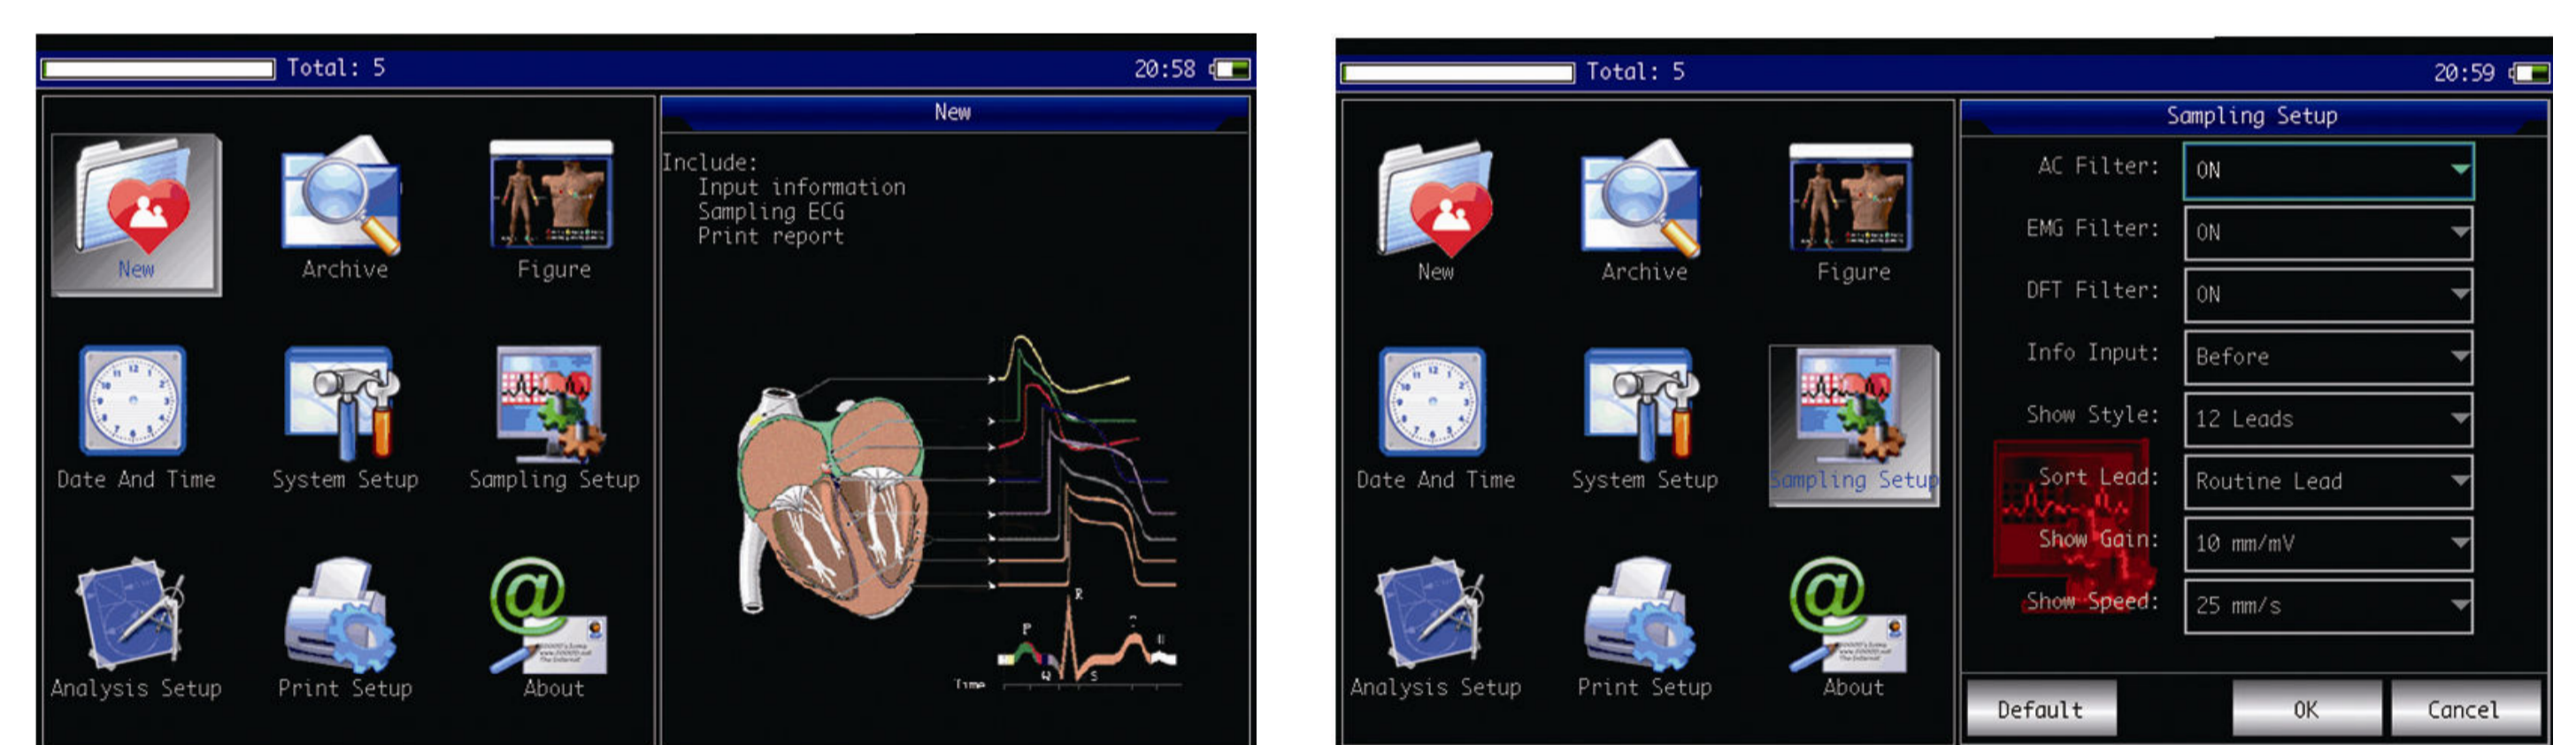 Total: 5
20:58
New
Archive
Figure
Date And Time
System Setup
Sampling Setup
Analysis Setup
Print Setup
About
New
Include:
Input information
Sampling ECG
Print report
R
P
Q
S
Time
Total: 5
20:59
New
Archive
Figure
Date And Time
System Setup
Sampling Setup
Analysis Setup
Print Setup
About
Sampling Setup
AC Filter: ON
EMG Filter: ON
DFT Filter: ON
Info Input: Before
Show Style: 12 Leads
Sort Lead: Routine Lead
Show Gain: 10 mm/mV
Show Speed: 25 mm/s
Default OK Cancel